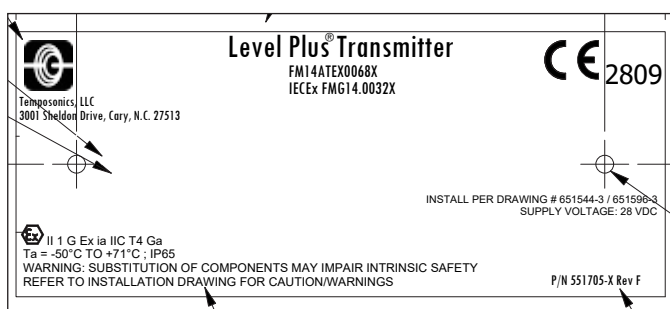 Level Plus® Transmitter
FM14ATEX0068X
IECEx FMG14.0032X
CE 2809
Temposonics, LLC
3001 Sheldon Drive, Cary, N.C. 27513
INSTALL PER DRAWING # 651544-3 / 651596-3
SUPPLY VOLTAGE: 28 VDC
Ex II 1 G Ex ia IIC T4 Ga
Ta = -50°C TO +71°C ; IP65
WARNING: SUBSTITUTION OF COMPONENTS MAY IMPAIR INTRINSIC SAFETY
REFER TO INSTALLATION DRAWING FOR CAUTION/WARNINGS
P/N 551705-X Rev F